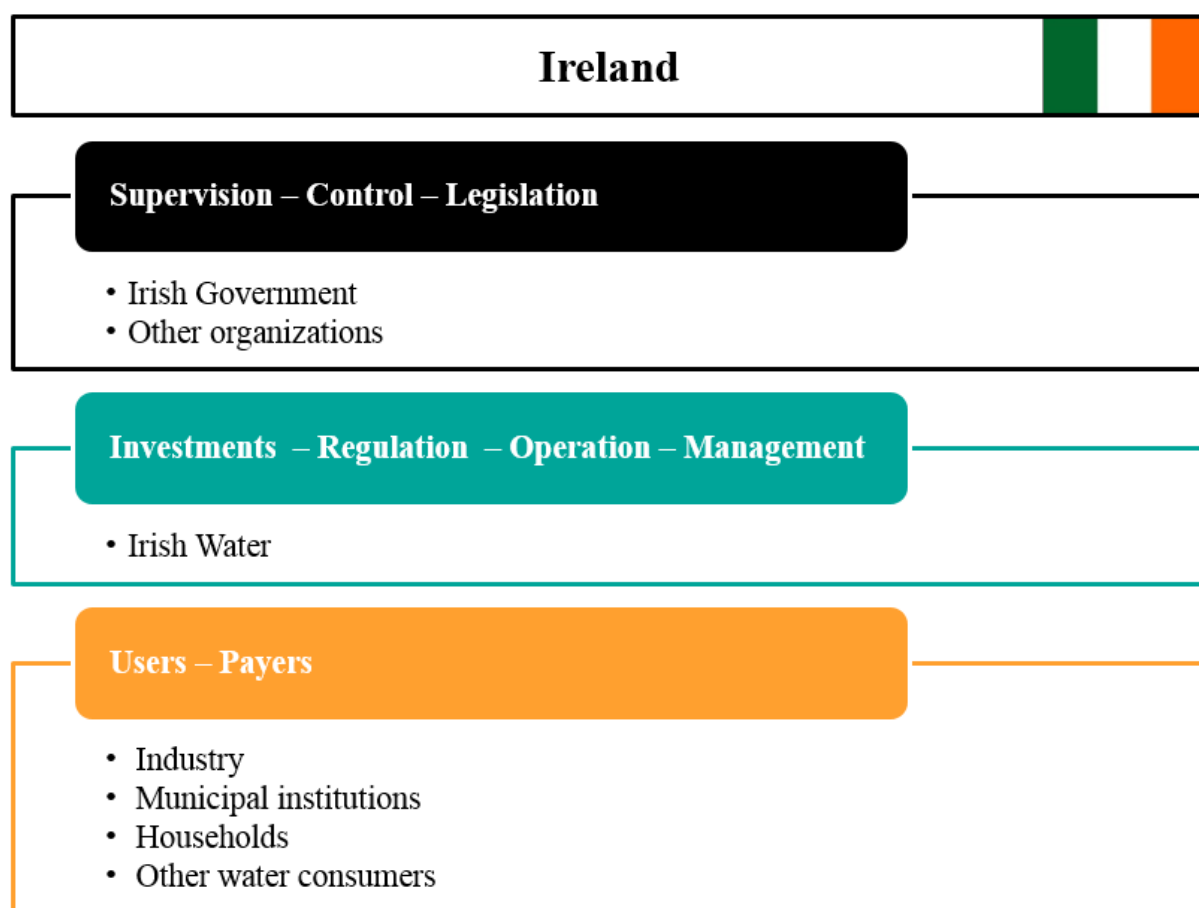 Ireland
Supervision – Control – Legislation
• Irish Government
• Other organizations
Investments – Regulation – Operation – Management
• Irish Water
Users – Payers
• Industry
• Municipal institutions
• Households
• Other water consumers